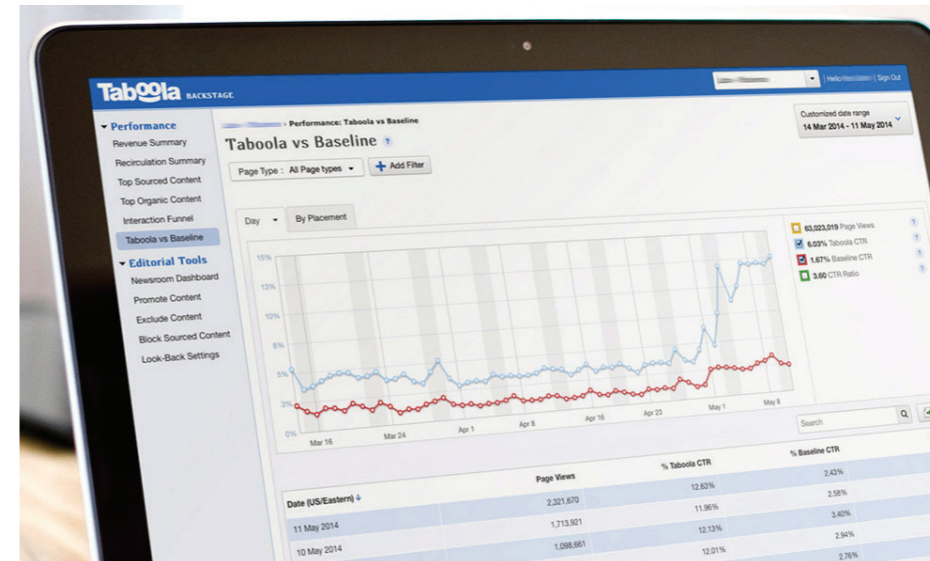 Taboola BACKSTAGE
Hello
Sign Out
Performance
Revenue Summary
Recirculation Summary
Top Sourced Content
Top Organic Content
Interaction Funnel
Taboola vs Baseline
Editorial Tools
Newsroom Dashboard
Promote Content
Exclude Content
Block Sourced Content
Look-Back Settings
› Performance: Taboola vs Baseline
Taboola vs Baseline ?
Customized date range
14 Mar 2014 - 11 May 2014
Page Type : All Page types
+ Add Filter
Day
By Placement
15%
13%
10%
8%
5%
3%
0%
Mar 16 Mar 24 Apr 1 Apr 8 Apr 16 Apr 23 May 1 May 8
63,023,019 Page Views ?
6.03% Taboola CTR ?
1.67% Baseline CTR ?
3.60 CTR Ratio ?
Search
Date (US/Eastern) Page Views % Taboola CTR % Baseline CTR
11 May 2014 2,321,670 12.63% 2.43%
10 May 2014 1,713,921 11.96% 2.58%
1,098,661 12.13% 3.40%
12.01% 2.94%
2.76%